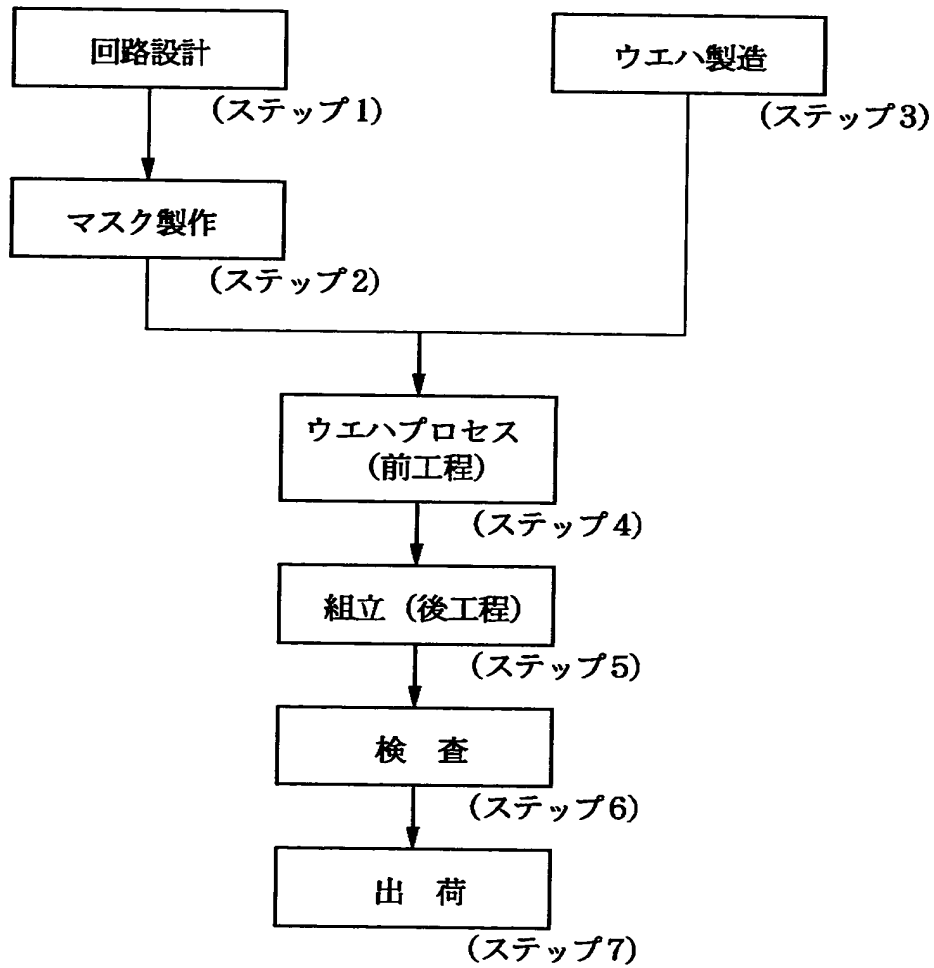 回路設計
(ステップ1)
ウエハ製造
(ステップ3)
マスク製作
(ステップ2)
ウエハプロセス
(前工程)
(ステップ4)
組立 (後工程)
(ステップ5)
検 査
(ステップ6)
出 荷
(ステップ7)